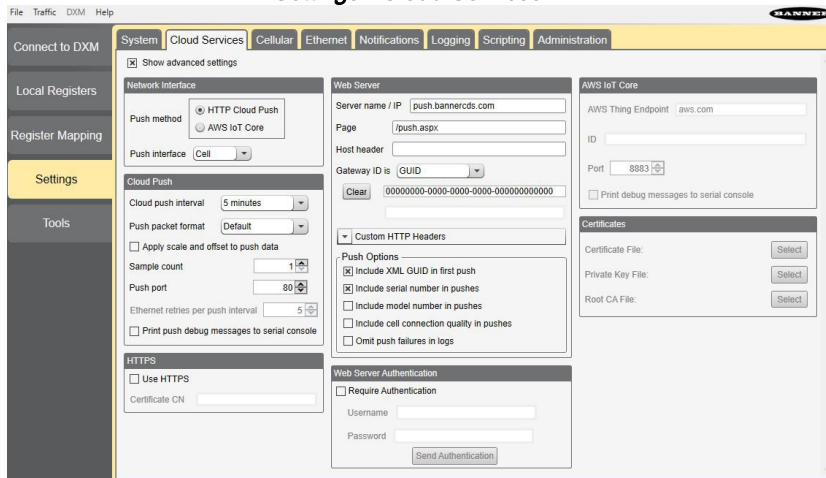 File Traffic DXM Help
BANNER
Connect to DXM
Local Registers
Register Mapping
Settings
Tools
System Cloud Services Cellular Ethernet Notifications Logging Scripting Administration
Show advanced settings
Network Interface
Push method
HTTP Cloud Push
AWS IoT Core
Push interface Cell
Cloud Push
Cloud push interval 5 minutes
Push packet format Default
Apply scale and offset to push data
Sample count 1
Push port 80
Ethernet retries per push interval 5
Print push debug messages to serial console
HTTPS
Use HTTPS
Certificate CN
Web Server
Server name / IP push.bannercds.com
Page /push.aspx
Host header
Gateway ID is GUID
Clear 00000000-0000-0000-0000-000000000000
Custom HTTP Headers
Push Options
Include XML GUID in first push
Include serial number in pushes
Include model number in pushes
Include cell connection quality in pushes
Omit push failures in logs
Web Server Authentication
Require Authentication
Username
Password
Send Authentication
AWS IoT Core
AWS Thing Endpoint aws.com
ID
Port 8883
Print debug messages to serial console
Certificates
Certificate File: Select
Private Key File: Select
Root CA File: Select